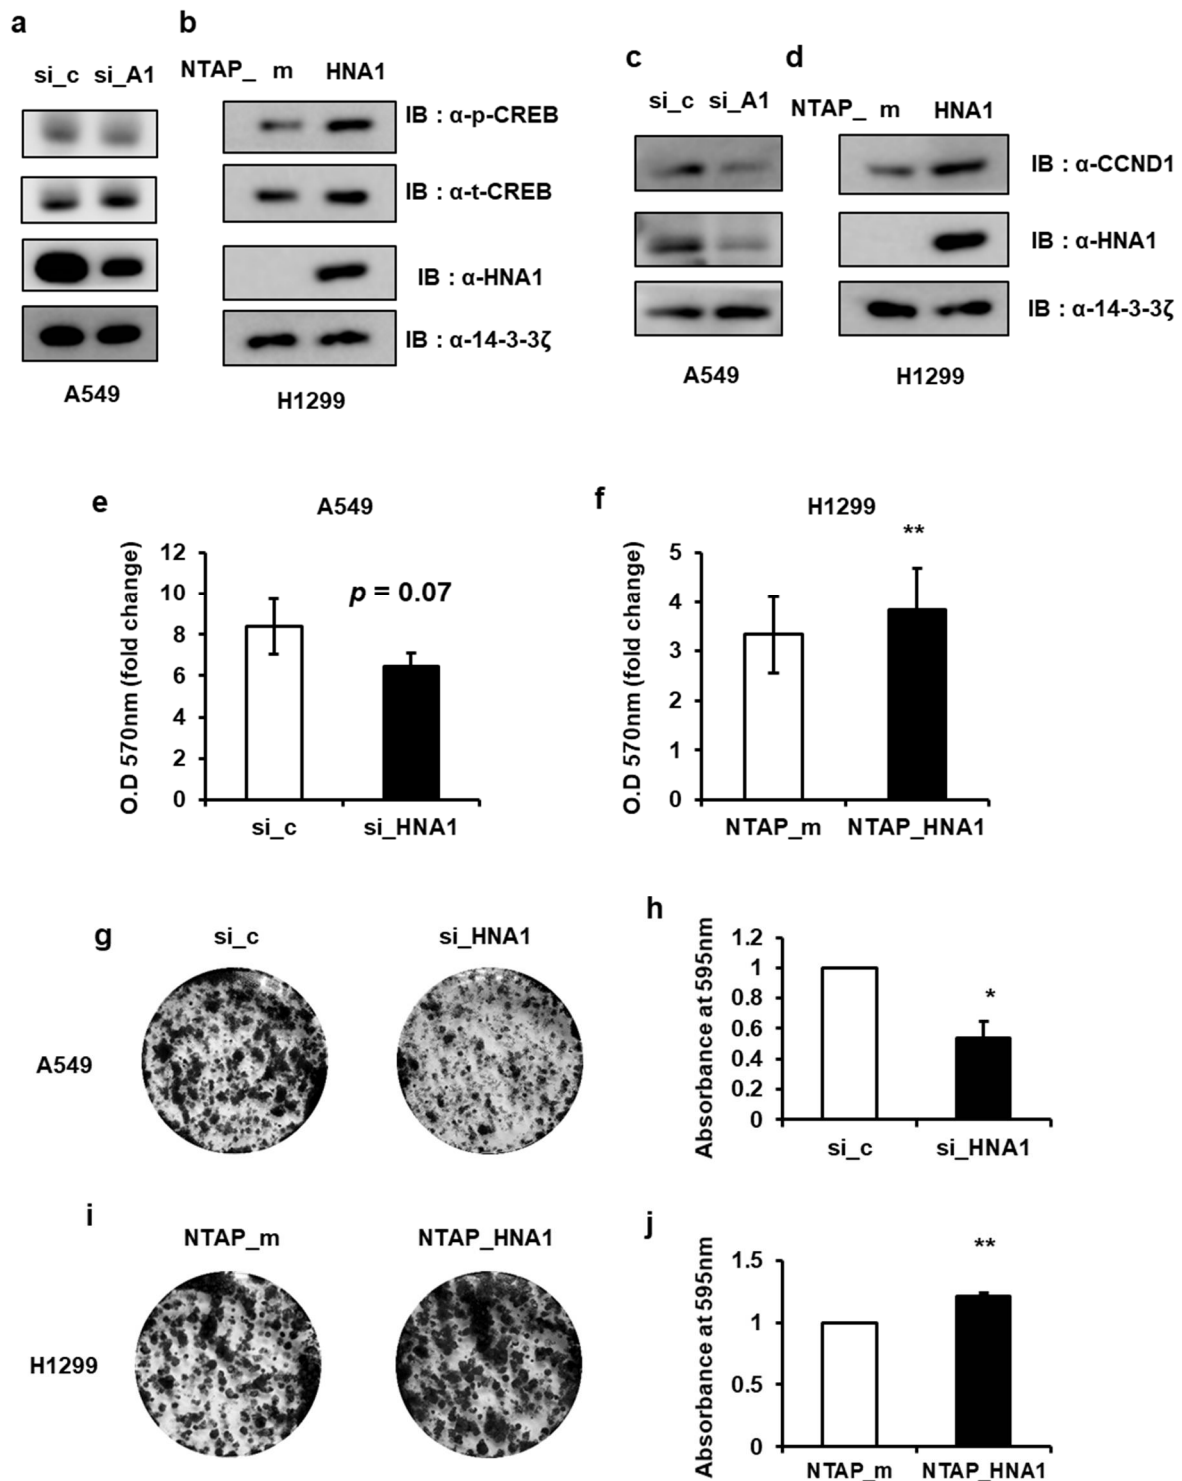 a
b
si_c si_A1
NTAP_ m HNA1
IB : α-p-CREB
IB : α-t-CREB
IB : α-HNA1
IB : α-14-3-3ζ
A549
H1299
c
d
si_c si_A1
NTAP_ m HNA1
IB : α-CCND1
IB : α-HNA1
IB : α-14-3-3ζ
A549
H1299
e
A549
O.D 570nm (fold change)
12
10
8
6
4
2
0
p = 0.07
si_c si_HNA1
f
H1299
**
O.D 570nm (fold change)
5
4
3
2
1
0
NTAP_m NTAP_HNA1
g
si_c si_HNA1
A549
h
Absorbance at 595nm
1.2
1
0.8
0.6
0.4
0.2
0
*
si_c si_HNA1
i
NTAP_m NTAP_HNA1
H1299
j
Absorbance at 595nm
1.5
1
0.5
0
**
NTAP_m NTAP_HNA1